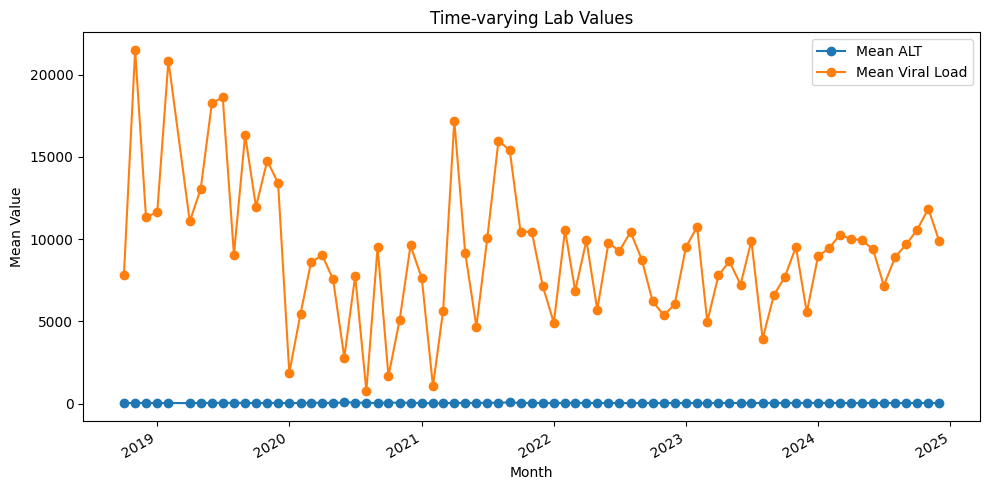 Time-varying Lab Values
Mean ALT
Mean Viral Load
20000
15000
10000
5000
0
Mean Value
2019
2020
2021
2022
2023
2024
2025
Month